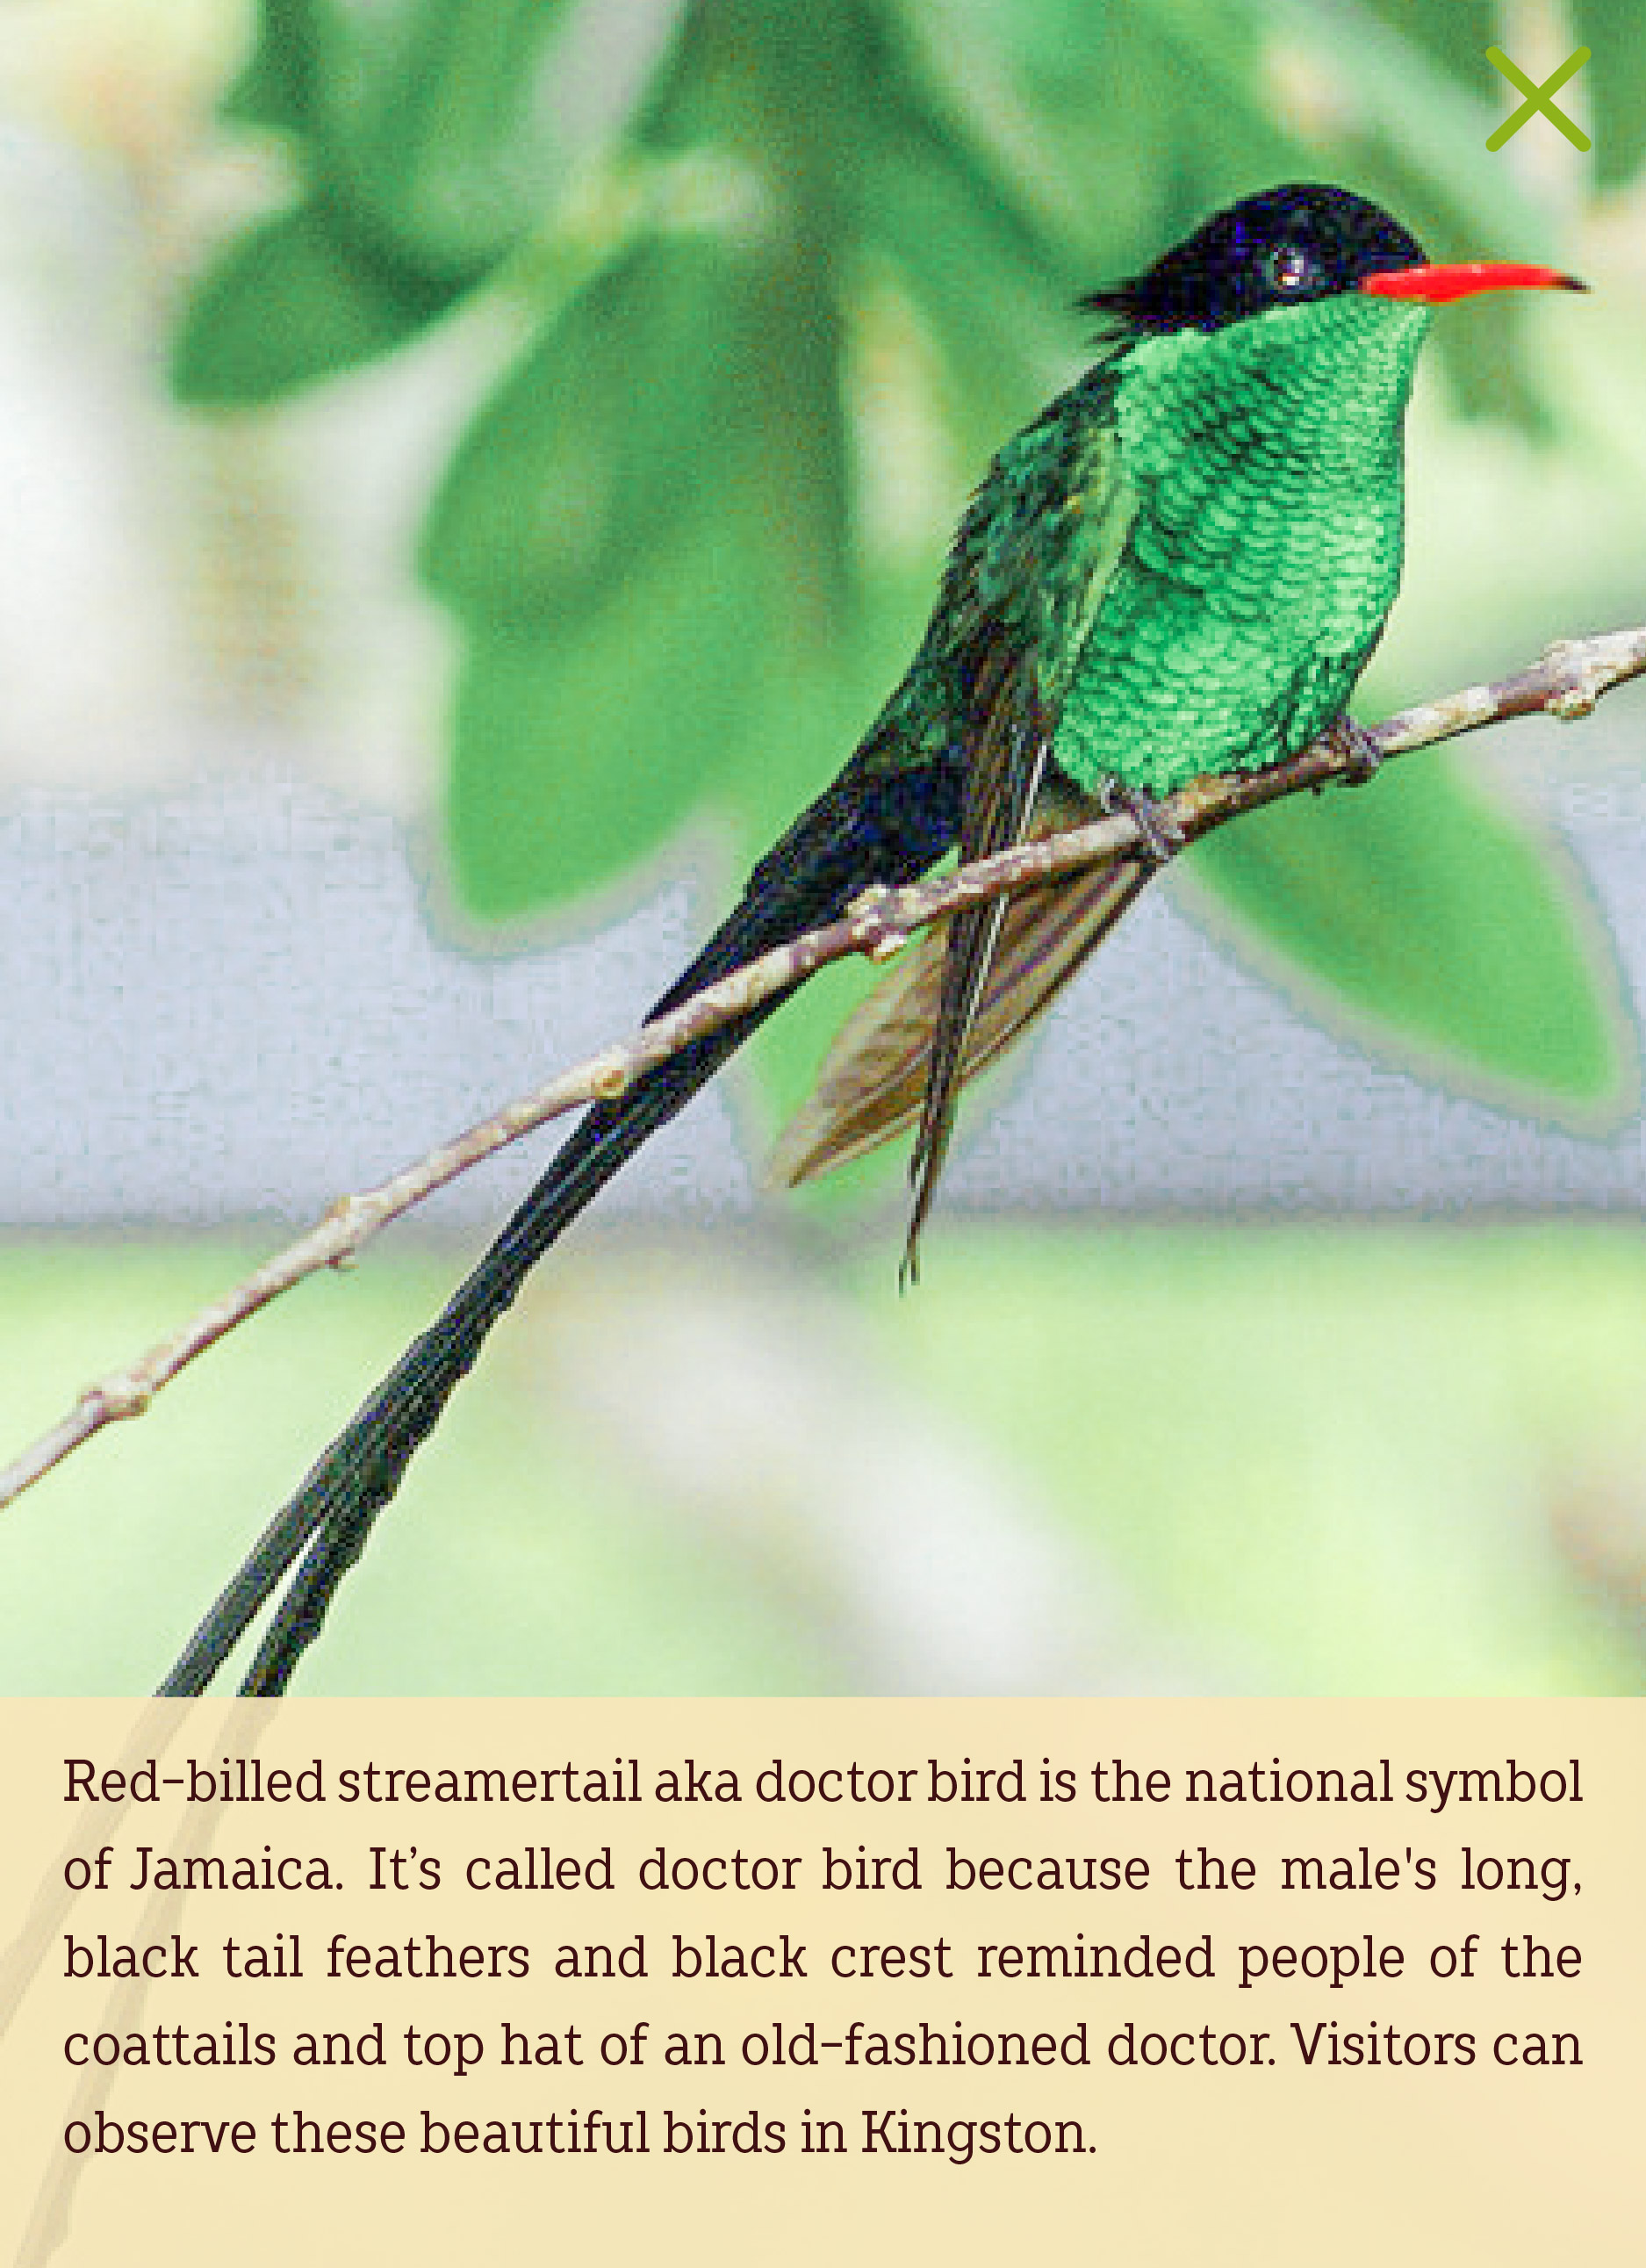 Red-billed streamertail aka doctor bird is the national symbol
of Jamaica. It’s called doctor bird because the male's long,
black tail feathers and black crest reminded people of the
coattails and top hat of an old-fashioned doctor. Visitors can
observe these beautiful birds in Kingston.